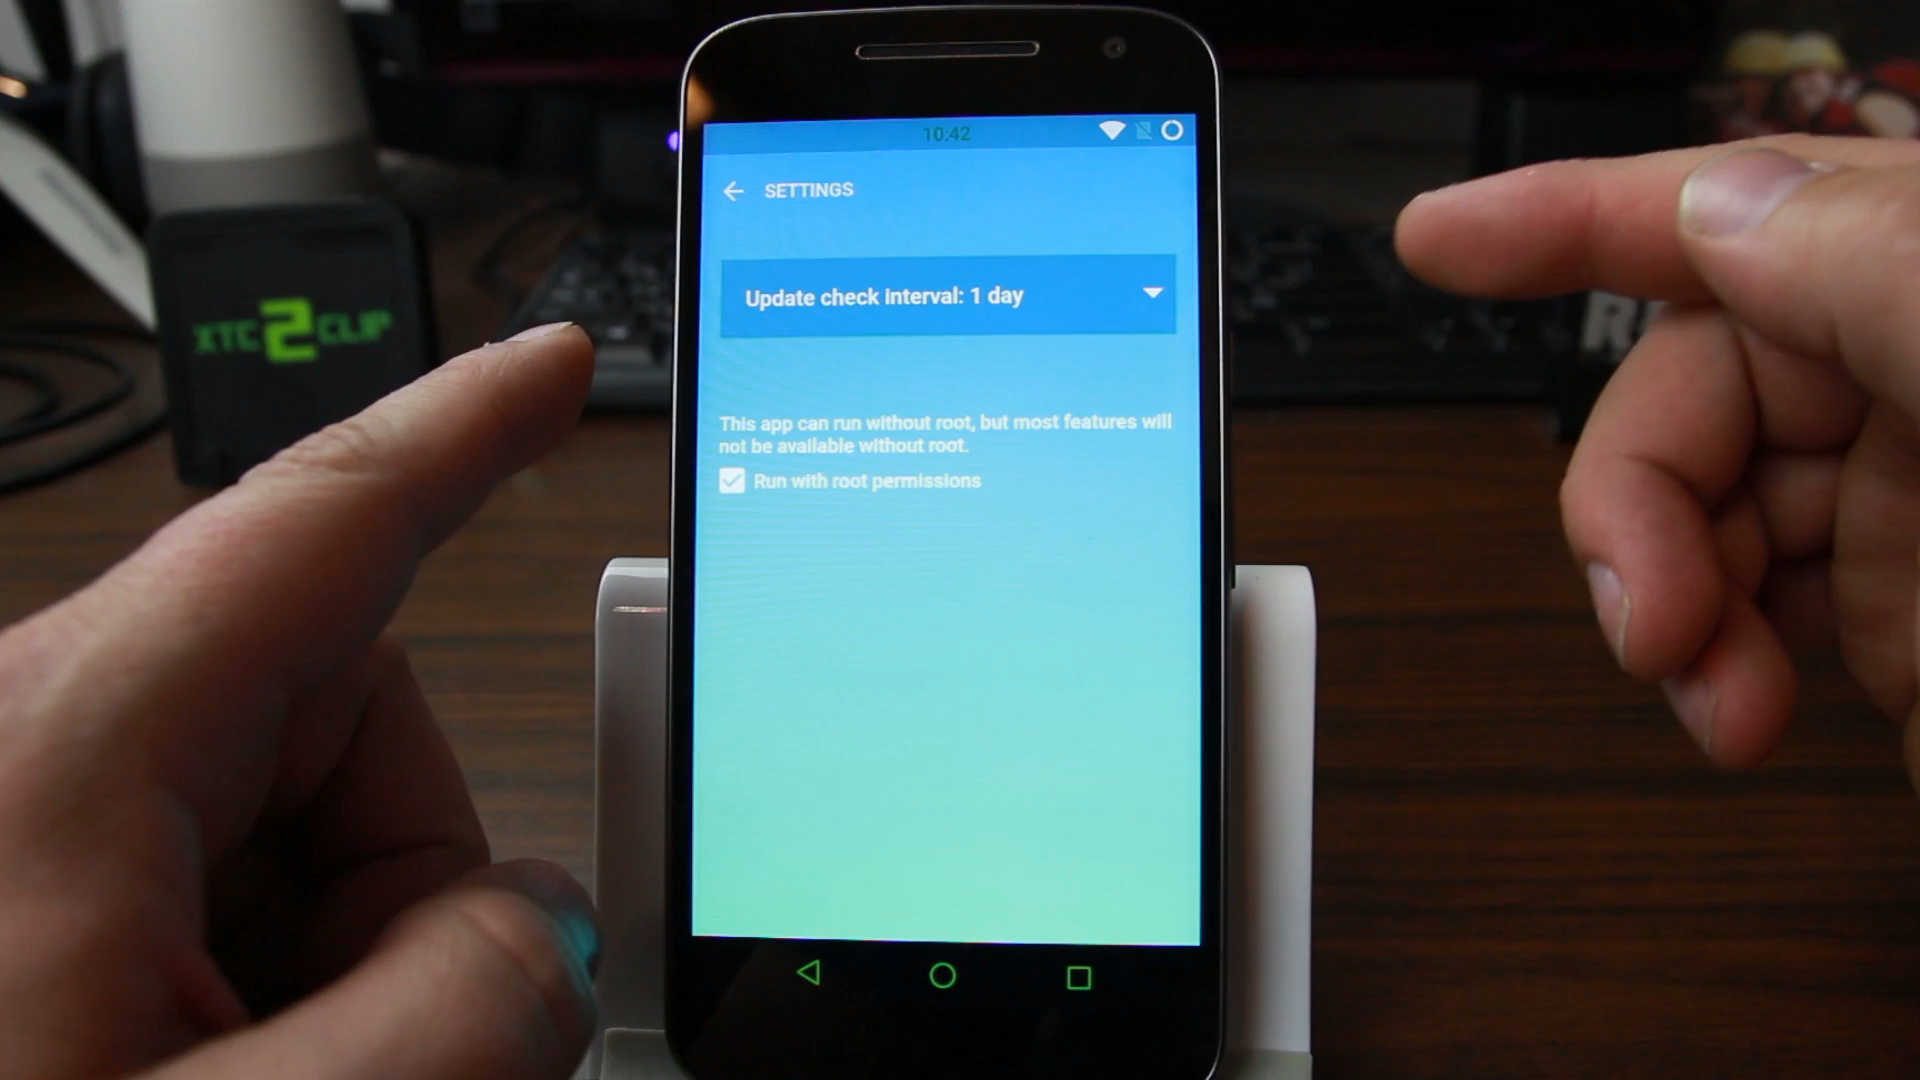 10:42
SETTINGS
Update check interval: 1 day
This app can run without root, but most features will
not be available without root.
Run with root permissions
XTC2CLIP